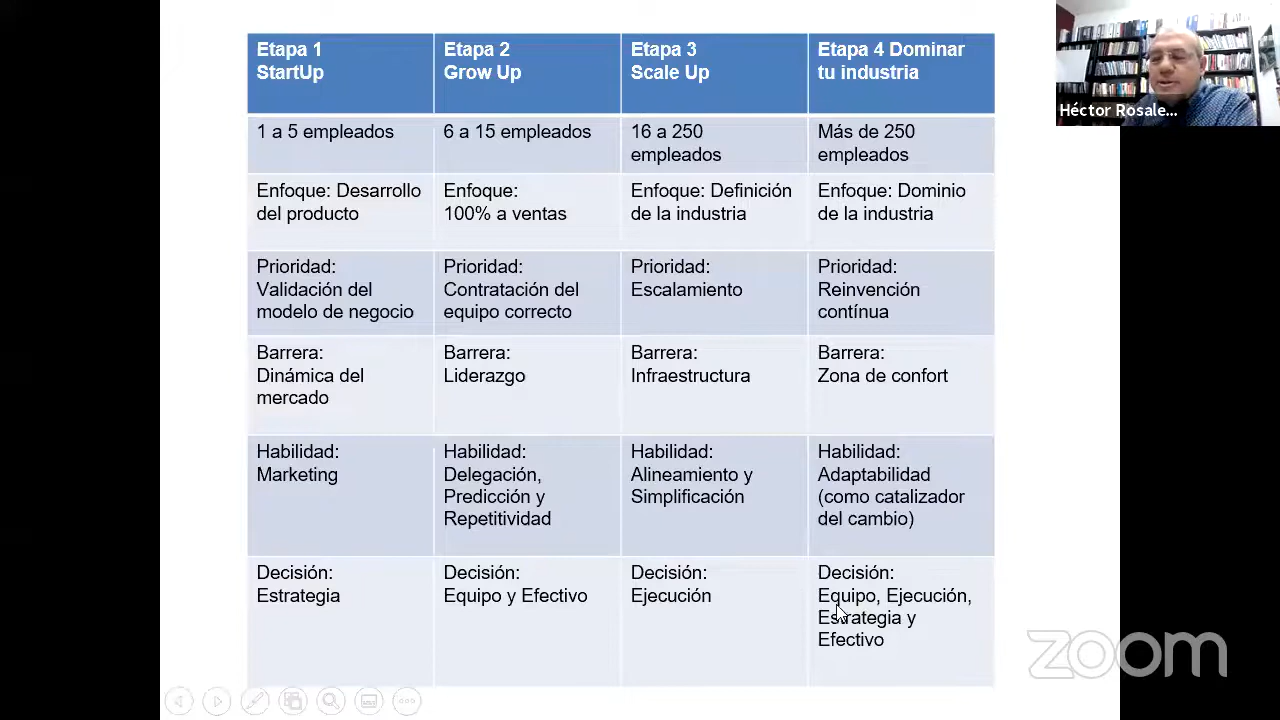 Etapa 1
StartUp
Etapa 2
Grow Up
Etapa 3
Scale Up
Etapa 4 Dominar
tu industria
1 a 5 empleados
6 a 15 empleados
16 a 250
empleados
Más de 250
empleados
Enfoque: Desarrollo
del producto
Enfoque:
100% a ventas
Enfoque: Definición
de la industria
Enfoque: Dominio
de la industria
Prioridad:
Validación del
modelo de negocio
Prioridad:
Contratación del
equipo correcto
Prioridad:
Escalamiento
Prioridad:
Reinvención
contínua
Barrera:
Dinámica del
mercado
Barrera:
Liderazgo
Barrera:
Infraestructura
Barrera:
Zona de confort
Habilidad:
Marketing
Habilidad:
Delegación,
Predicción y
Repetitividad
Habilidad:
Alineamiento y
Simplificación
Habilidad:
Adaptabilidad
(como catalizador
del cambio)
Decisión:
Estrategia
Decisión:
Equipo y Efectivo
Decisión:
Ejecución
Decisión:
Equipo, Ejecución,
Estrategia y
Efectivo
Héctor Rosale...
zoom